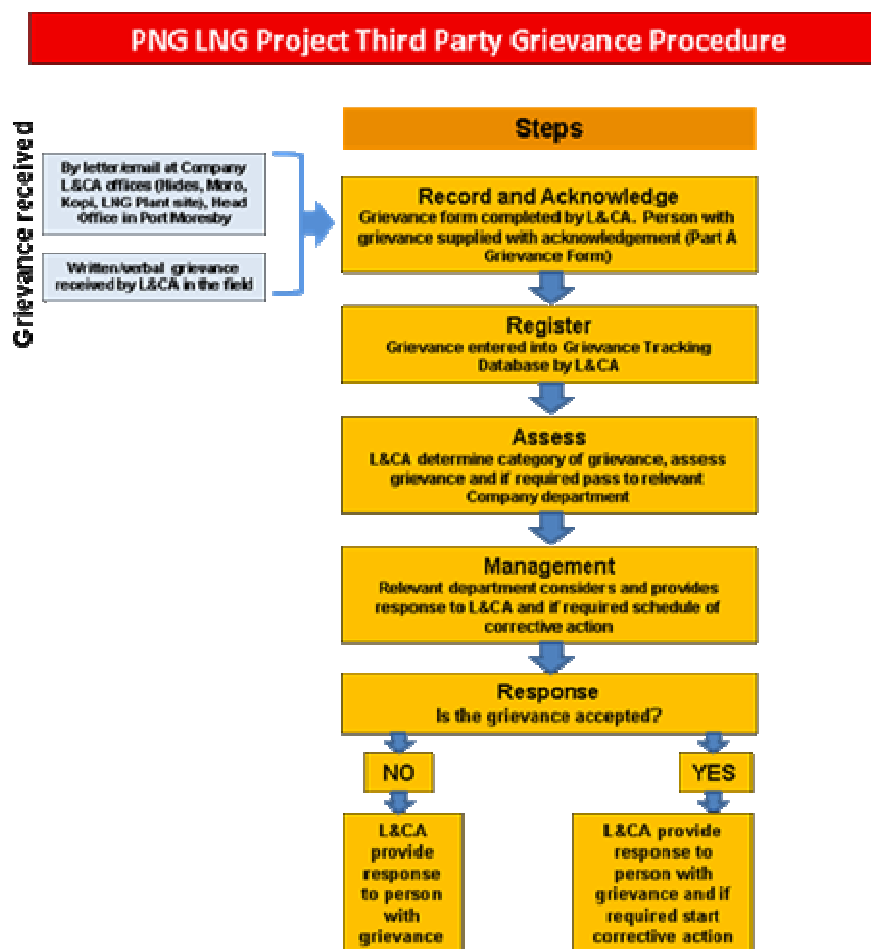 PNG LNG Project Third Party Grievance Procedure
Grievance received
By letter/email at Company
L&CA offices (Hides, Moro,
Kopi, LNG Plant site), Head
Office in Port Moresby
Written/verbal grievance
received by L&CA in the field
Steps
Record and Acknowledge
Grievance form completed by L&CA. Person with
grievance supplied with acknowledgement (Part A
Grievance Form)
Register
Grievance entered into Grievance Tracking
Database by L&CA
Assess
L&CA determine category of grievance, assess
grievance and if required pass to relevant
Company department
Management
Relevant department considers and provides
response to L&CA and if required schedule of
corrective action
Response
Is the grievance accepted?
NO
YES
L&CA
provide
response
to person
with
grievance
L&CA provide
response to
person with
grievance and if
required start
corrective action